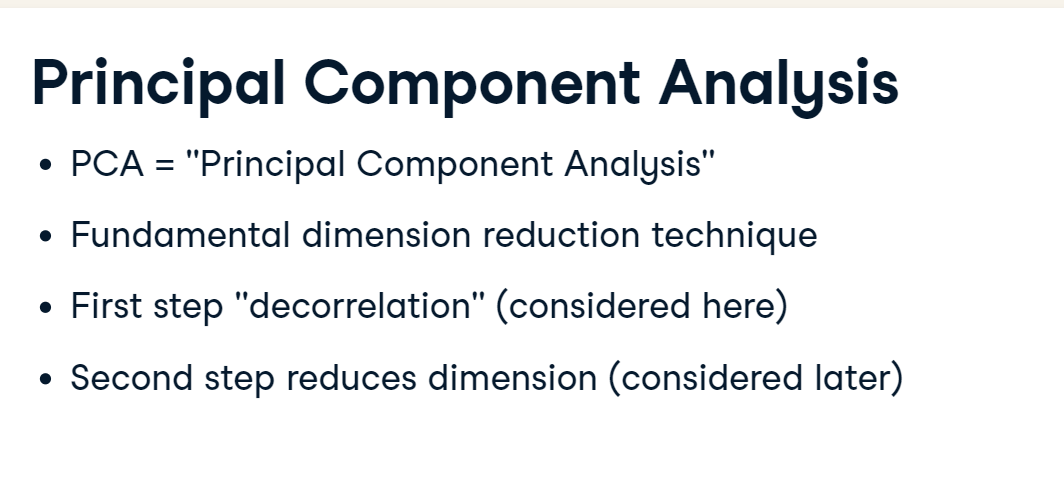 Principal Component Analysis
• PCA = "Principal Component Analysis"
• Fundamental dimension reduction technique
• First step "decorrelation" (considered here)
• Second step reduces dimension (considered later)